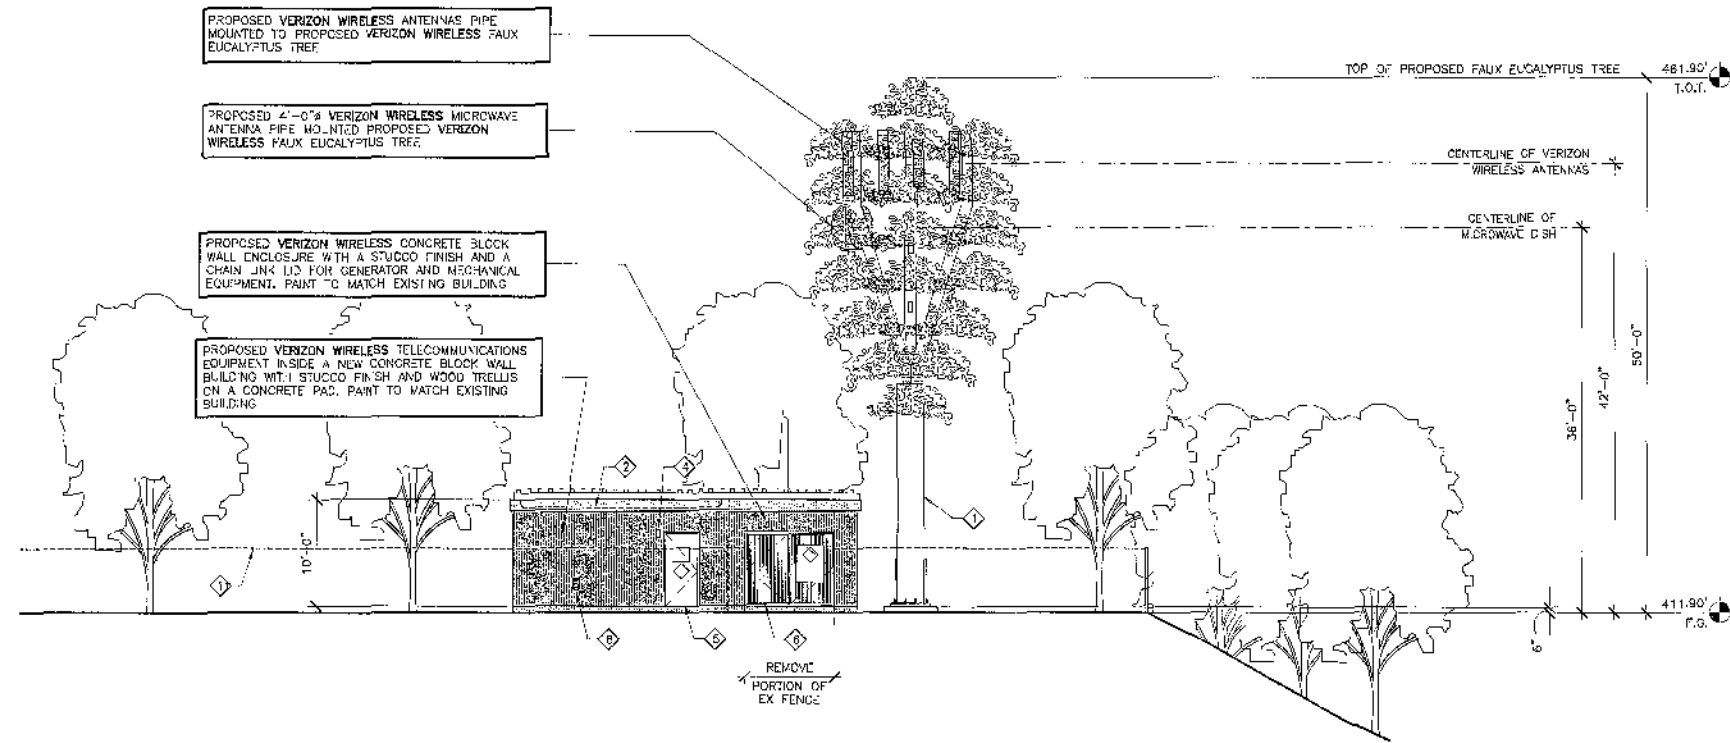 PROPOSED VERIZON WIRELESS ANTENNAS PIPE
MOUNTED TO PROPOSED VERIZON WIRELESS FAUX
EUCALYPTUS TREE
PROPOSED 4'-0"ø VERIZON WIRELESS MICROWAVE
ANTENNA PIPE MOUNTED PROPOSED VERIZON
WIRELESS FAUX EUCALYPTUS TREE
PROPOSED VERIZON WIRELESS CONCRETE BLOCK
WALL ENCLOSURE WITH A STUCCO FINISH AND A
CHAIN LINK LID FOR GENERATOR AND MECHANICAL
EQUIPMENT. PAINT TO MATCH EXISTING BUILDING
PROPOSED VERIZON WIRELESS TELECOMMUNICATIONS
EQUIPMENT INSIDE A NEW CONCRETE BLOCK WALL
BUILDING WITH STUCCO FINISH AND WOOD TRELLIS
ON A CONCRETE PAD. PAINT TO MATCH EXISTING
BUILDING
TOP OF PROPOSED FAUX EUCALYPTUS TREE
461.90'
T.O.T.
CENTERLINE OF VERIZON
WIRELESS ANTENNAS
CENTERLINE OF
MICROWAVE DISH
50'-0"
42'-0"
36'-0"
2
4
1
10'-0"
11
8
5
6
REMOVE
PORTION OF
EX FENCE
411.90'
F.G.
6"